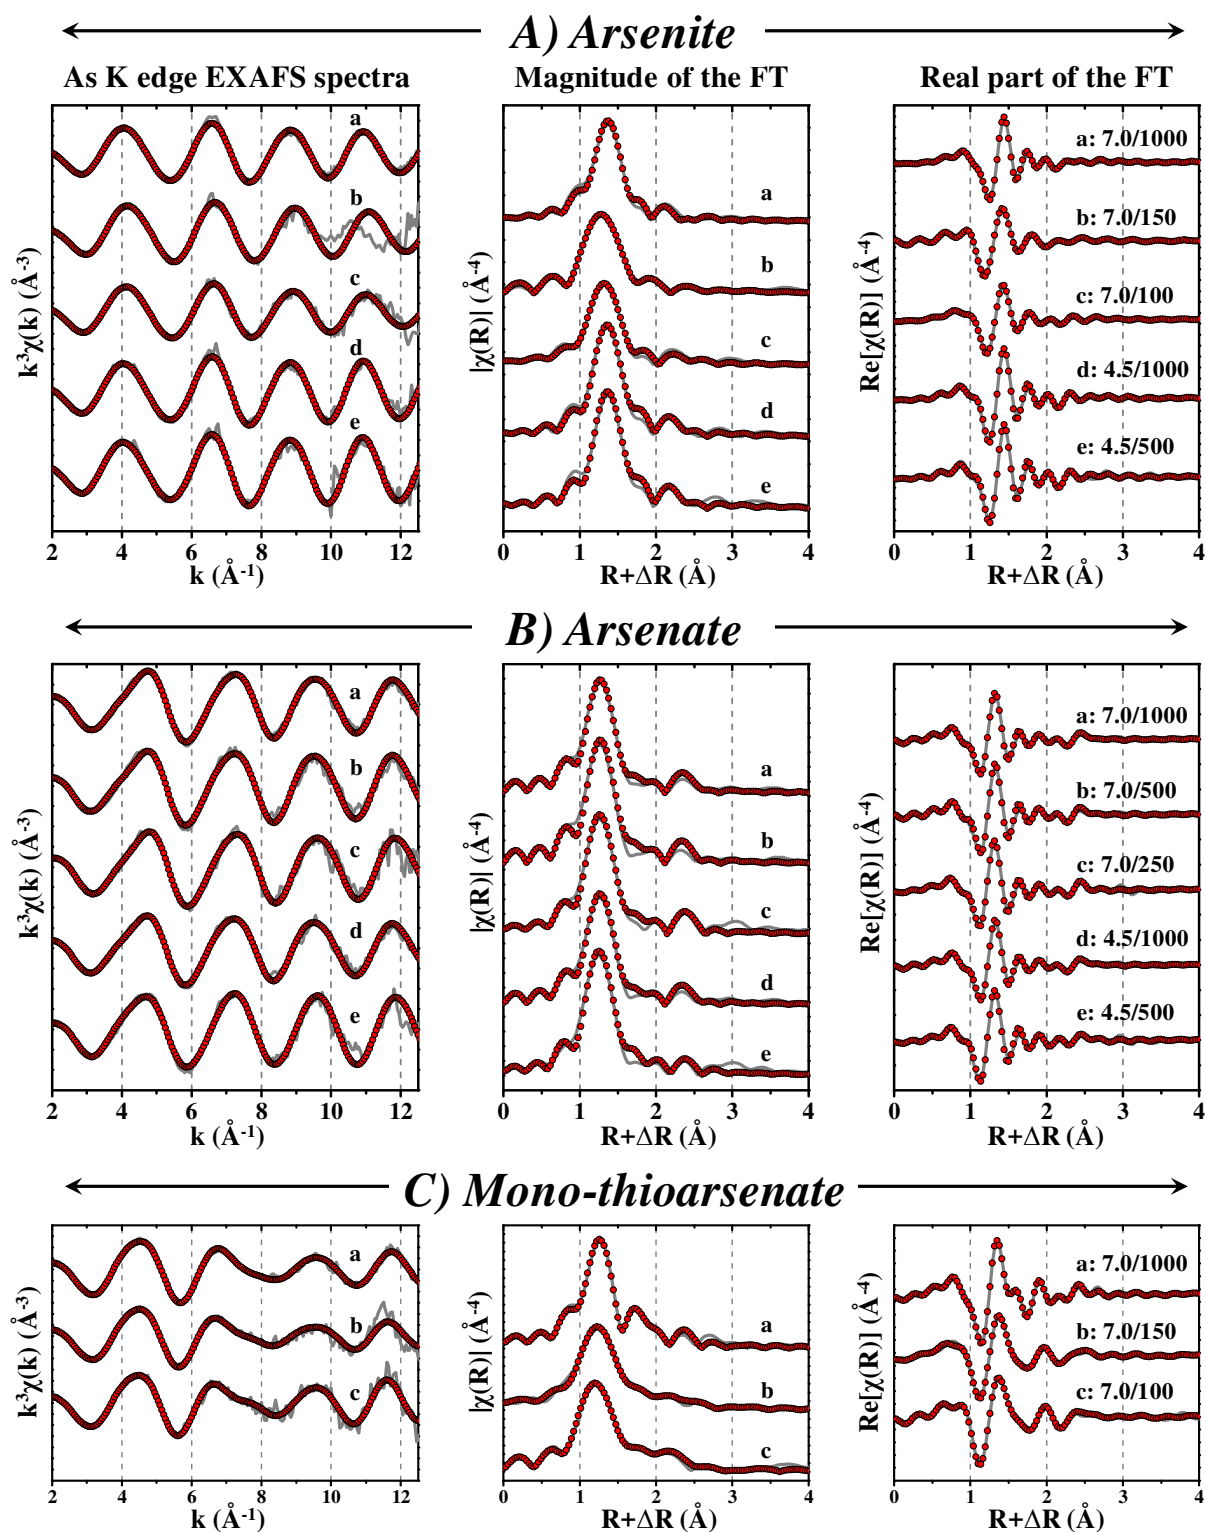 A) Arsenite
As K edge EXAFS spectra
Magnitude of the FT
Real part of the FT
k³χ(k) (Å⁻³)
a
b
c
d
e
2 4 6 8 10 12
k (Å⁻¹)
|χ(R)| (Å⁻⁴)
a
b
c
d
e
0 1 2 3 4
R+ΔR (Å)
Re[χ(R)] (Å⁻⁴)
a: 7.0/1000
b: 7.0/150
c: 7.0/100
d: 4.5/1000
e: 4.5/500
0 1 2 3 4
R+ΔR (Å)
B) Arsenate
k³χ(k) (Å⁻³)
a
b
c
d
e
2 4 6 8 10 12
k (Å⁻¹)
|χ(R)| (Å⁻⁴)
a
b
c
d
e
0 1 2 3 4
R+ΔR (Å)
Re[χ(R)] (Å⁻⁴)
a: 7.0/1000
b: 7.0/500
c: 7.0/250
d: 4.5/1000
e: 4.5/500
0 1 2 3 4
R+ΔR (Å)
C) Mono-thioarsenate
k³χ(k) (Å⁻³)
a
b
c
2 4 6 8 10 12
k (Å⁻¹)
|χ(R)| (Å⁻⁴)
a
b
c
0 1 2 3 4
R+ΔR (Å)
Re[χ(R)] (Å⁻⁴)
a: 7.0/1000
b: 7.0/150
c: 7.0/100
0 1 2 3 4
R+ΔR (Å)